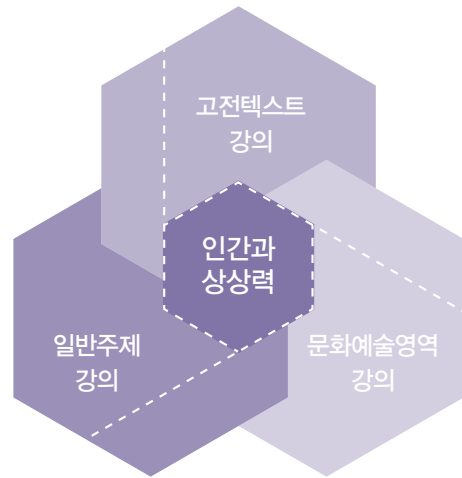 고전텍스트
강의
인간과
상상력
일반주제
강의
문화예술영역
강의